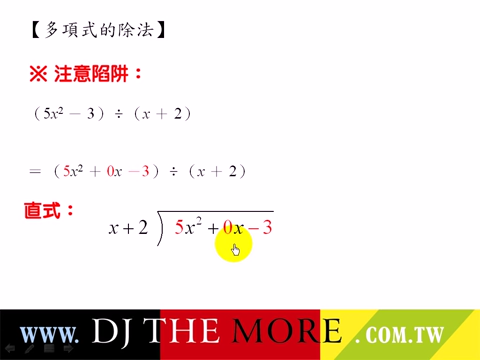 【多項式的除法】
※ 注意陷阱：
（5x² − 3）÷（x + 2）
＝（5x² + 0x − 3）÷（x + 2）
直式：
x + 2 ) 5x² + 0x − 3
www. DJ THE MORE . COM.TW